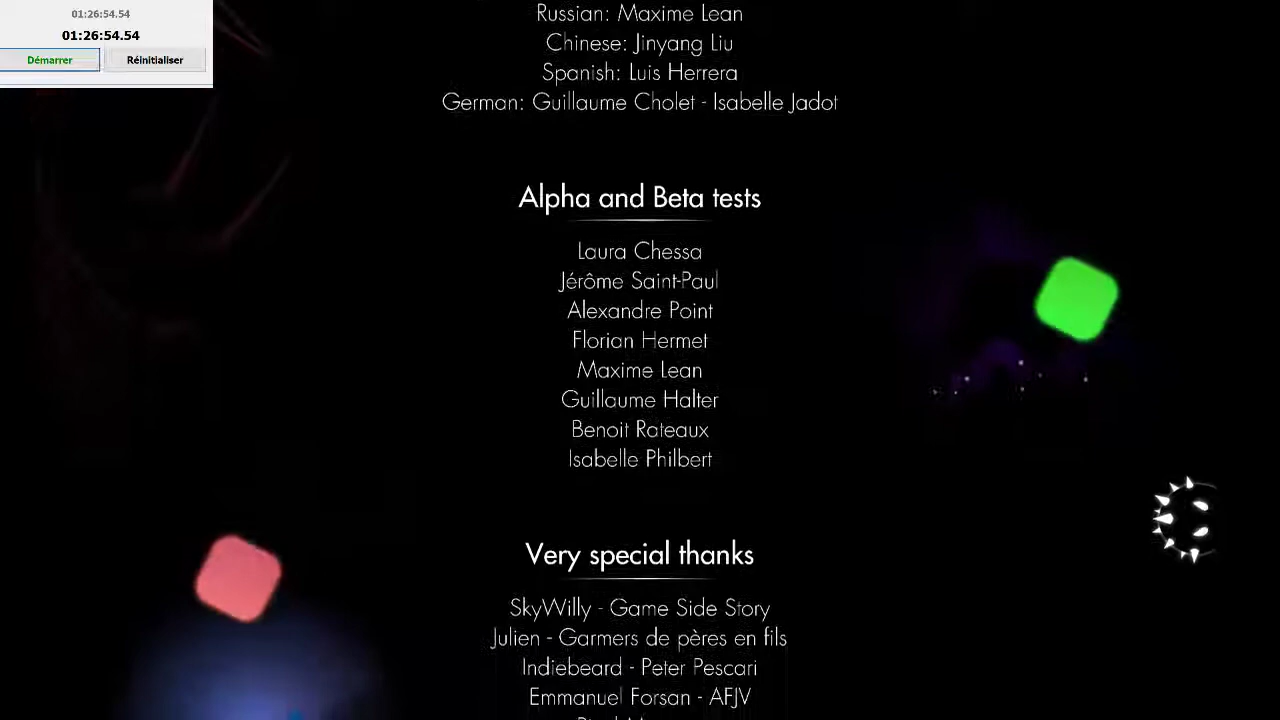 01:26:54.54
01:26:54.54
Démarrer
Réinitialiser
Russian: Maxime Lean
Chinese: Jinyang Liu
Spanish: Luis Herrera
German: Guillaume Cholet - Isabelle Jadot
Alpha and Beta tests
Laura Chessa
Jérôme Saint-Paul
Alexandre Point
Florian Hermet
Maxime Lean
Guillaume Halter
Benoit Rateaux
Isabelle Philbert
Very special thanks
SkyWilly - Game Side Story
Julien - Garmers de pères en fils
Indiebeard - Peter Pescari
Emmanuel Forsan - AFJV